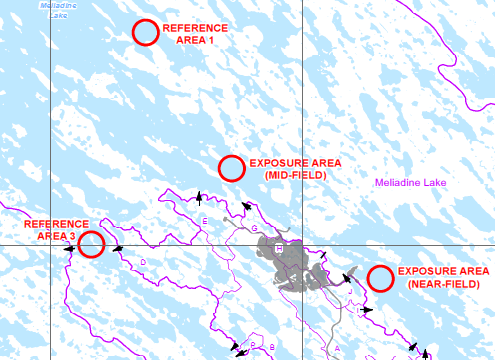 Meliadine
Lake
REFERENCE
AREA 1
EXPOSURE AREA
(MID-FIELD)
Meliadine Lake
REFERENCE
AREA 3
E
G
H
D
X
EXPOSURE AREA
(NEAR-FIELD)
J
I
P
B
A